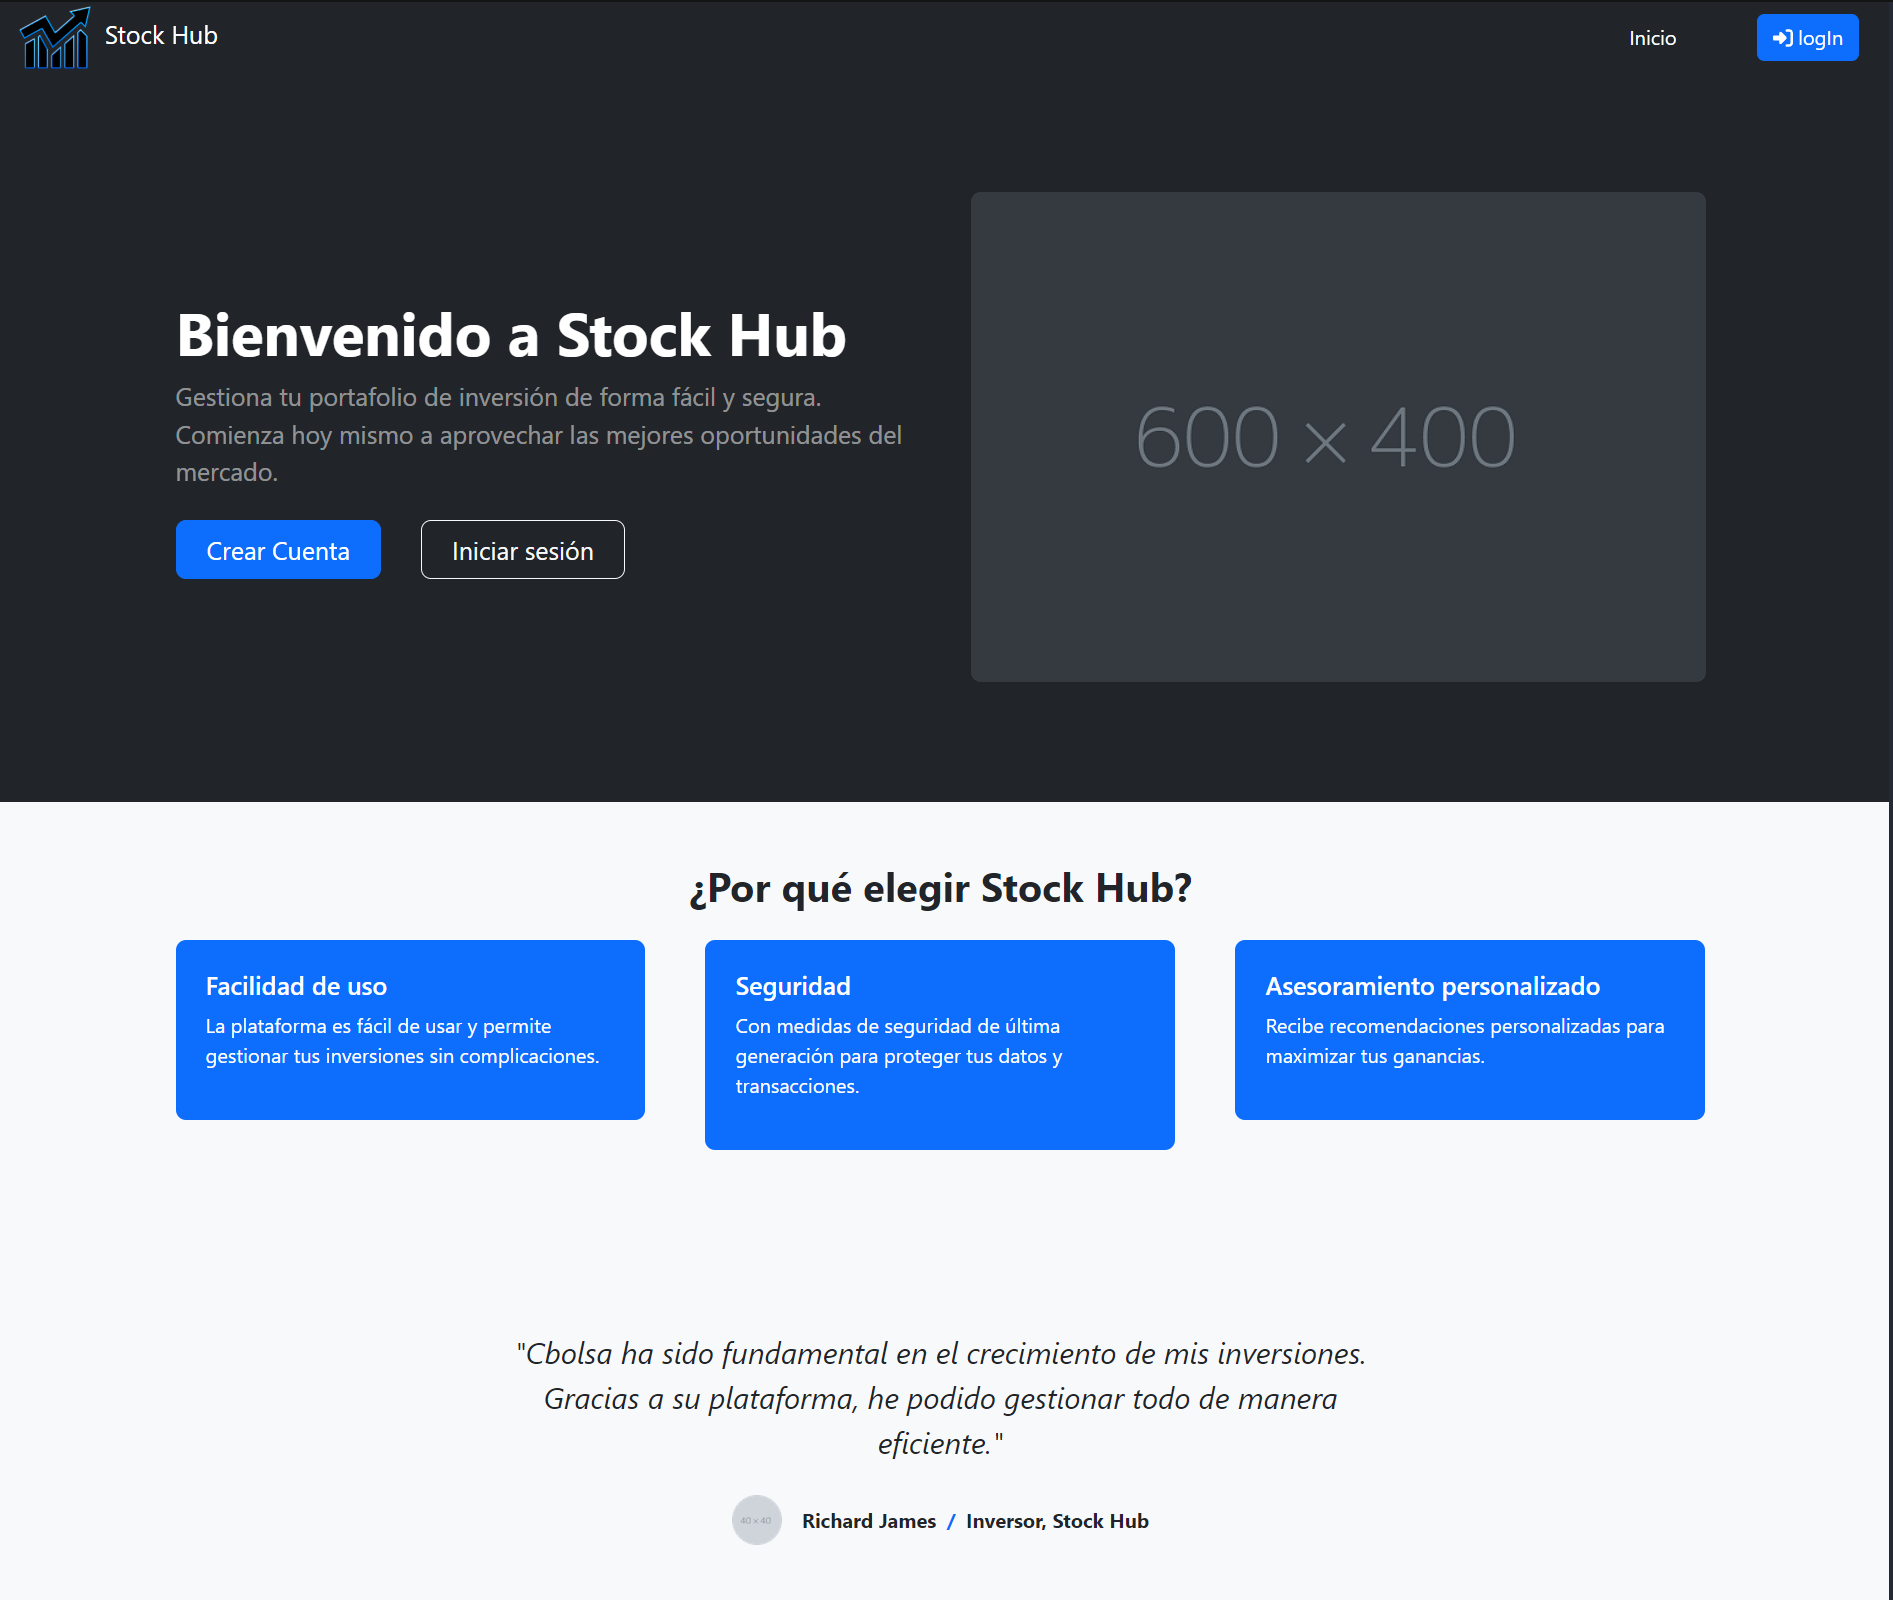 Stock Hub
Inicio
logIn
Bienvenido a Stock Hub
Gestiona tu portafolio de inversión de forma fácil y segura.
Comienza hoy mismo a aprovechar las mejores oportunidades del
mercado.
Crear Cuenta
Iniciar sesión
600 × 400
¿Por qué elegir Stock Hub?
Facilidad de uso
La plataforma es fácil de usar y permite
gestionar tus inversiones sin complicaciones.
Seguridad
Con medidas de seguridad de última
generación para proteger tus datos y
transacciones.
Asesoramiento personalizado
Recibe recomendaciones personalizadas para
maximizar tus ganancias.
"Cbolsa ha sido fundamental en el crecimiento de mis inversiones.
Gracias a su plataforma, he podido gestionar todo de manera
eficiente."
40 × 40
Richard James / Inversor, Stock Hub